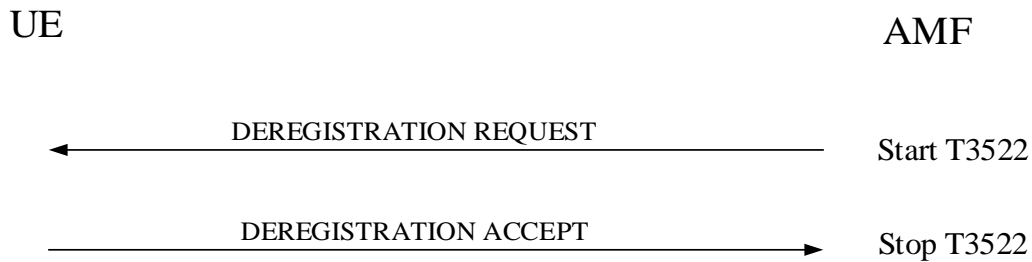 UE
AMF
DEREGISTRATION REQUEST
Start T3522
DEREGISTRATION ACCEPT
Stop T3522